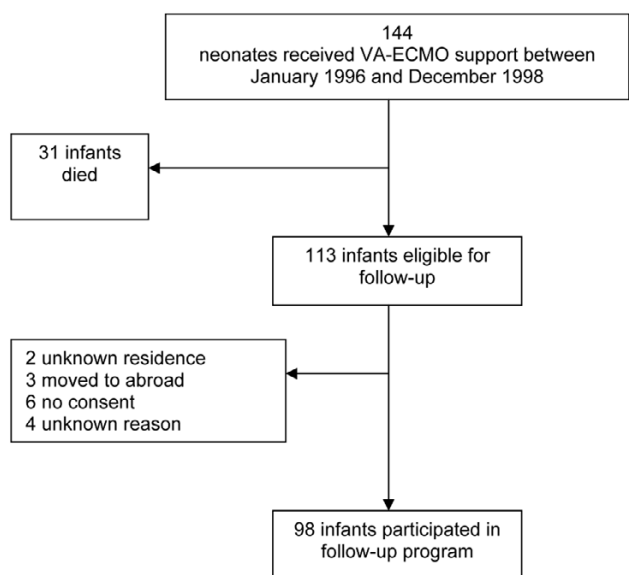 144
neonates received VA-ECMO support between
January 1996 and December 1998
31 infants
died
113 infants eligible for
follow-up
2 unknown residence
3 moved to abroad
6 no consent
4 unknown reason
98 infants participated in
follow-up program